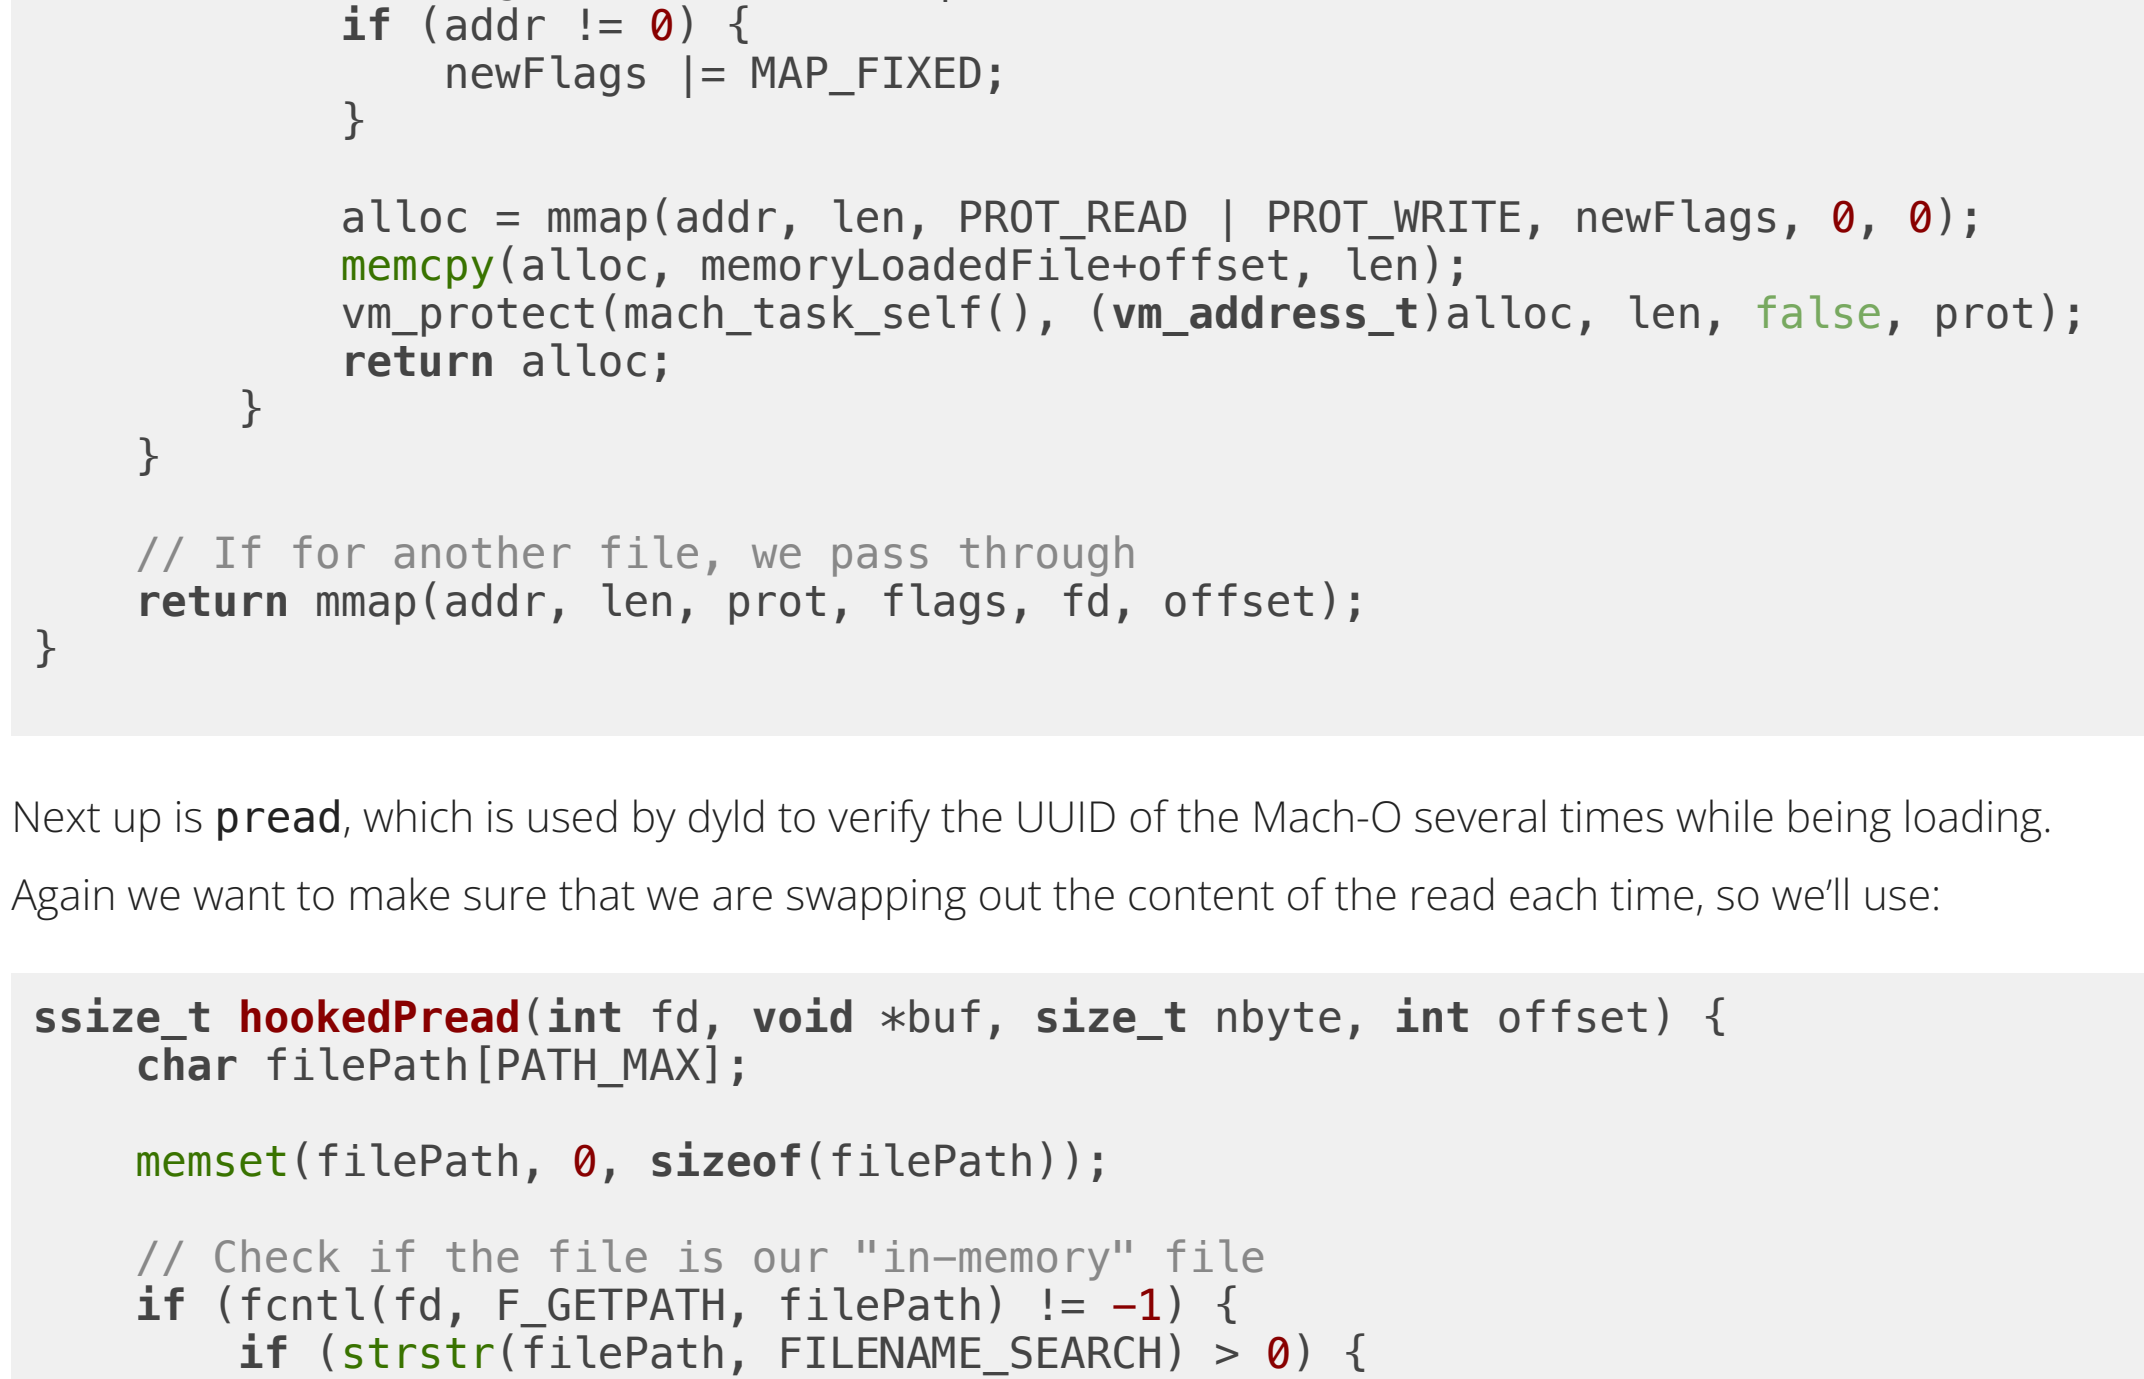 if (addr != 0) {
newFlags |= MAP_FIXED;
}
alloc = mmap(addr, len, PROT_READ | PROT_WRITE, newFlags, 0, 0);
memcpy(alloc, memoryLoadedFile+offset, len);
vm_protect(mach_task_self(), (vm_address_t)alloc, len, false, prot);
return alloc;
}
}
// If for another file, we pass through
return mmap(addr, len, prot, flags, fd, offset);
}
Next up is pread, which is used by dyld to verify the UUID of the Mach-O several times while being loading.
Again we want to make sure that we are swapping out the content of the read each time, so we’ll use:
ssize_t hookedPread(int fd, void *buf, size_t nbyte, int offset) {
char filePath[PATH_MAX];
memset(filePath, 0, sizeof(filePath));
// Check if the file is our "in-memory" file
if (fcntl(fd, F_GETPATH, filePath) != -1) {
if (strstr(filePath, FILENAME_SEARCH) > 0) {